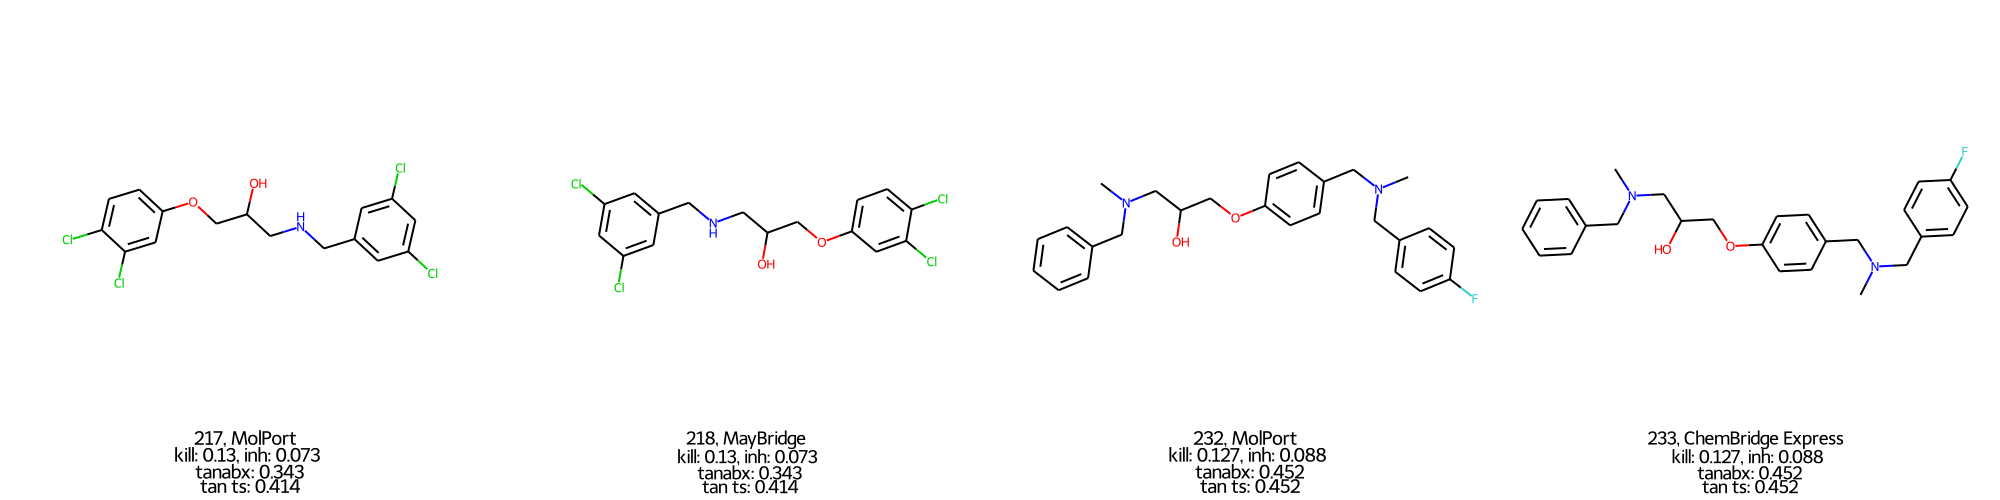 Cl
Cl
O
OH
H
N
Cl
Cl
217, MolPort
kill: 0.13, inh: 0.073
tanabx: 0.343
tan ts: 0.414
Cl
Cl
N
H
OH
O
Cl
Cl
218, MayBridge
kill: 0.13, inh: 0.073
tanabx: 0.343
tan ts: 0.414
N
OH
O
N
F
232, MolPort
kill: 0.127, inh: 0.088
tanabx: 0.452
tan ts: 0.452
N
HO
O
N
F
233, ChemBridge Express
kill: 0.127, inh: 0.088
tanabx: 0.452
tan ts: 0.452